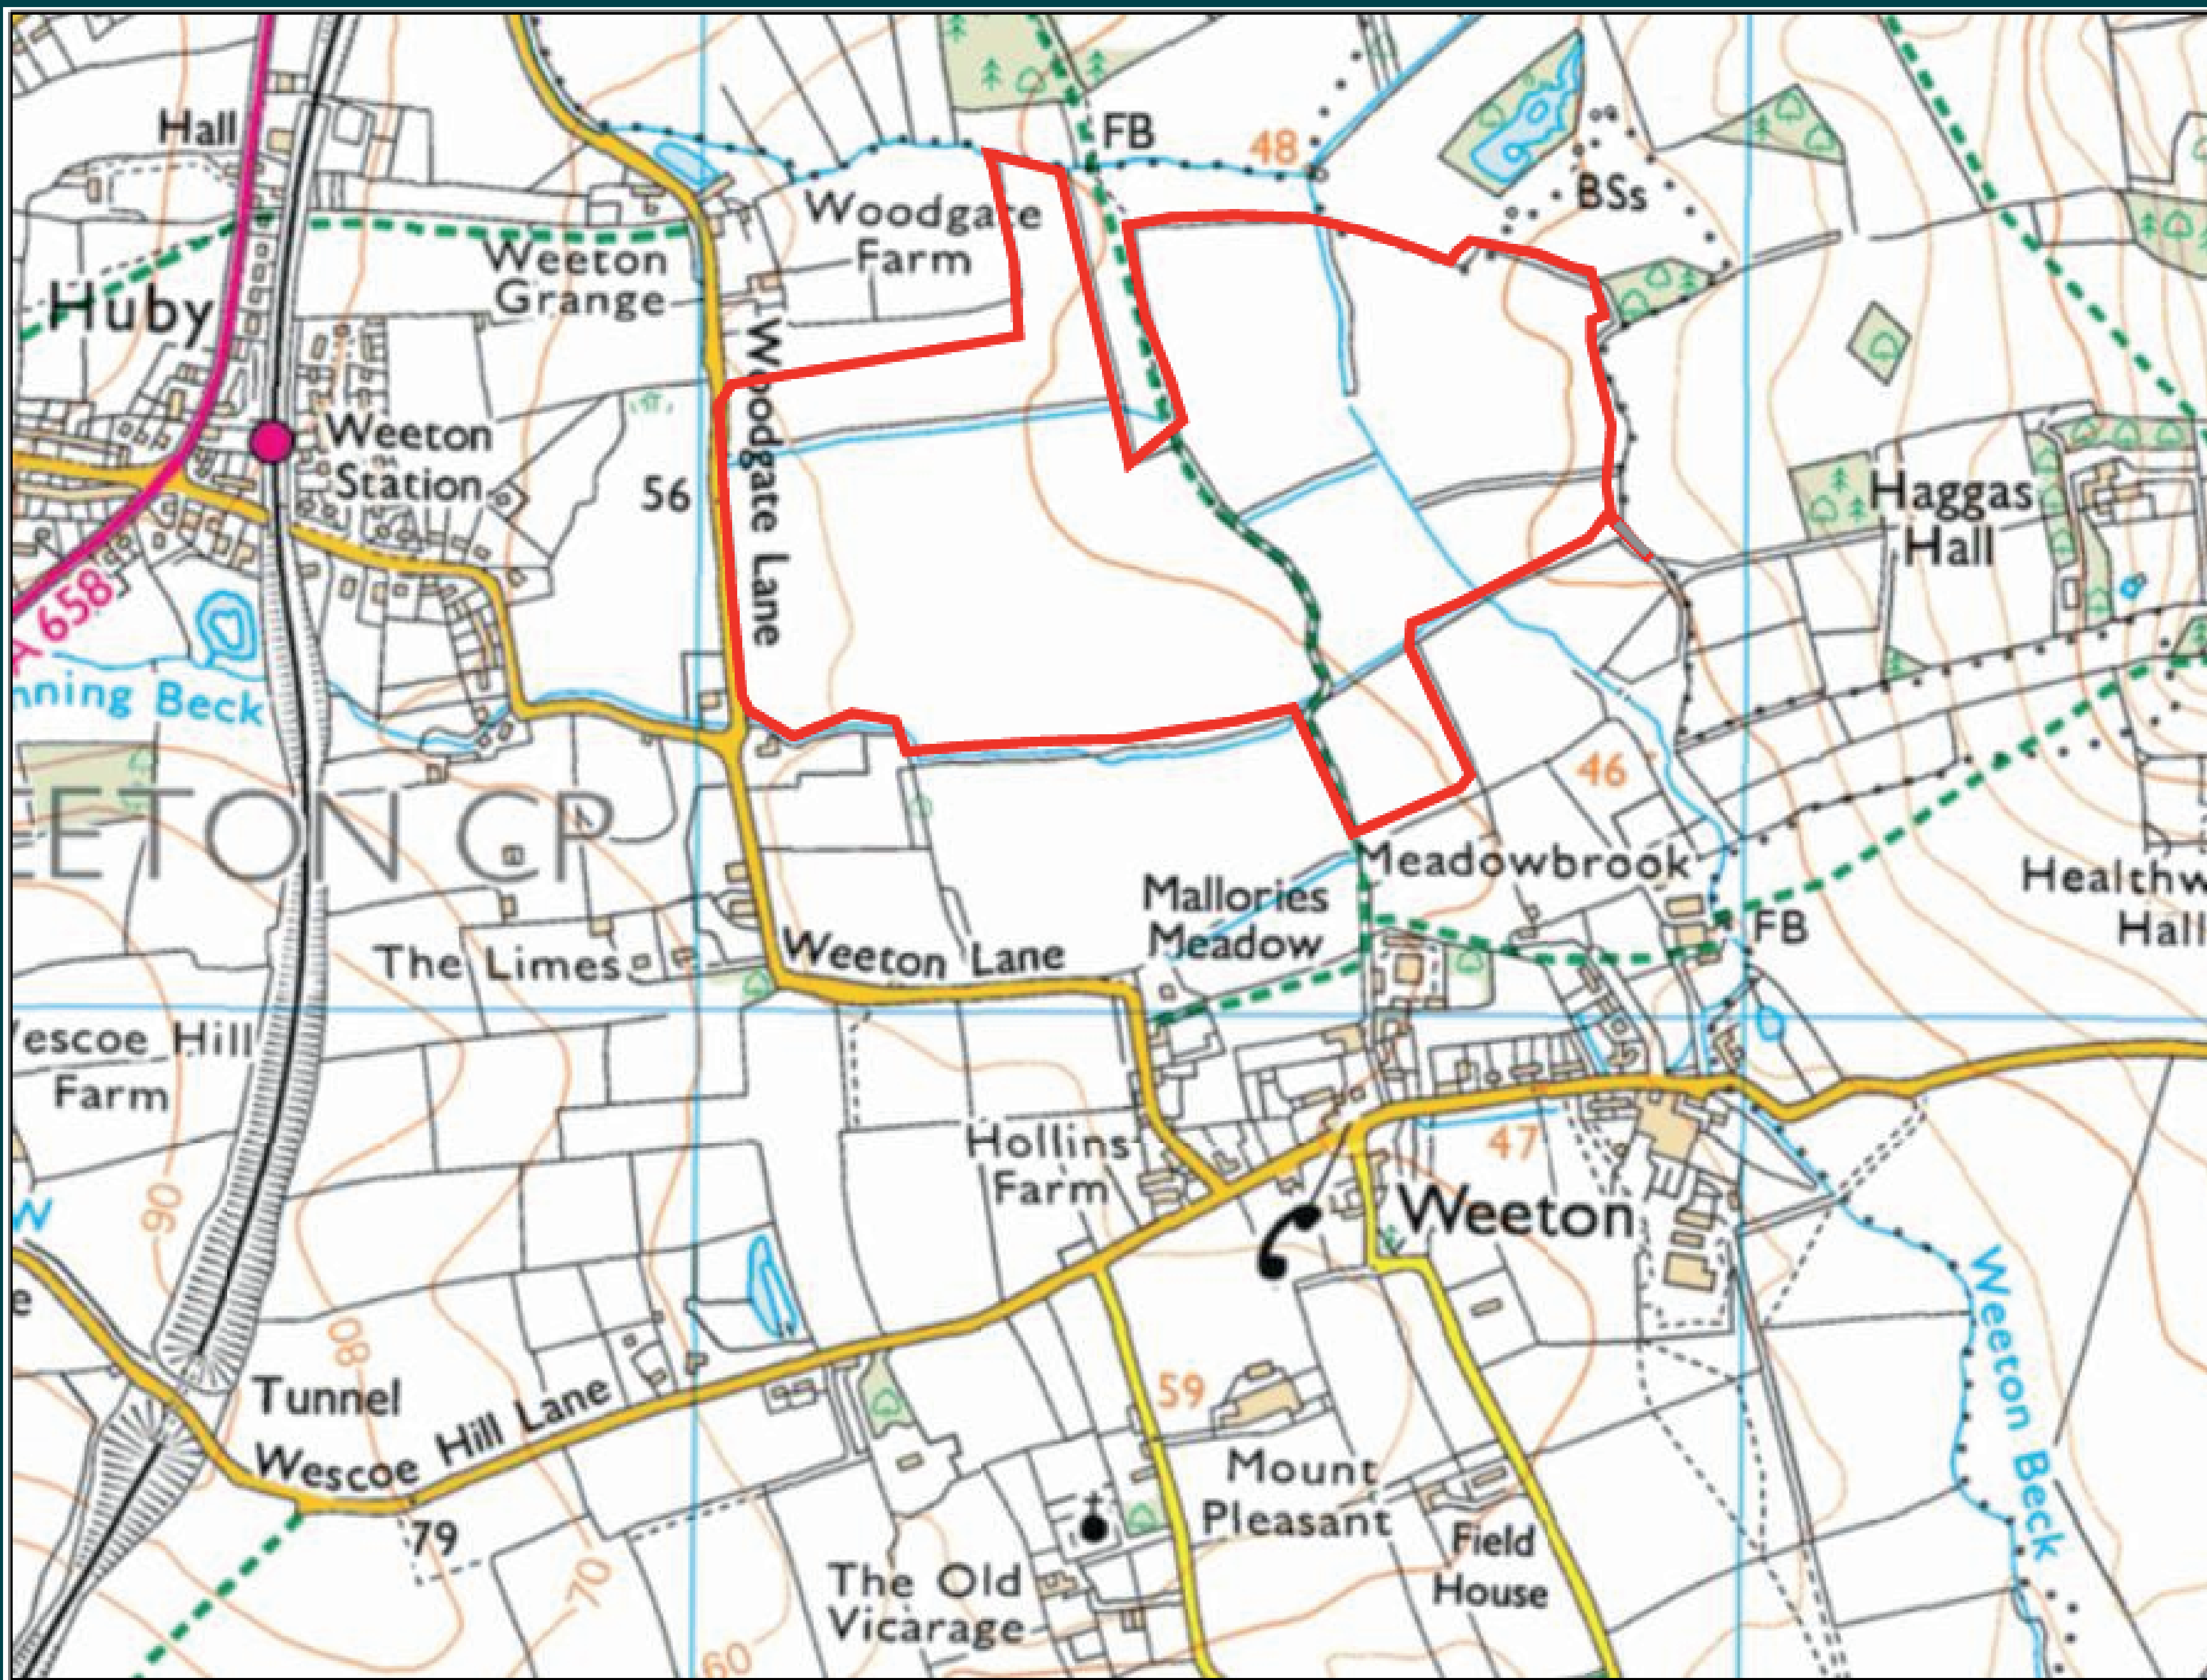 Hall
FB
48
BSs
Woodgate
Farm
Weeton
Grange
Huby
Woodgate Lane
Weeton
Station
56
Haggas
Hall
A 658
nning Beck
46
EETON CP
Meadowbrook
Mallories
Meadow
Healthw
Hall
FB
The Limes
Weeton Lane
escoe Hill
Farm
Hollins
Farm
47
90
W
Weeton
e
80
Tunnel
59
Weeton Beck
Wescoe Hill Lane
Mount
Pleasant
79
Field
House
70
The Old
Vicarage
60